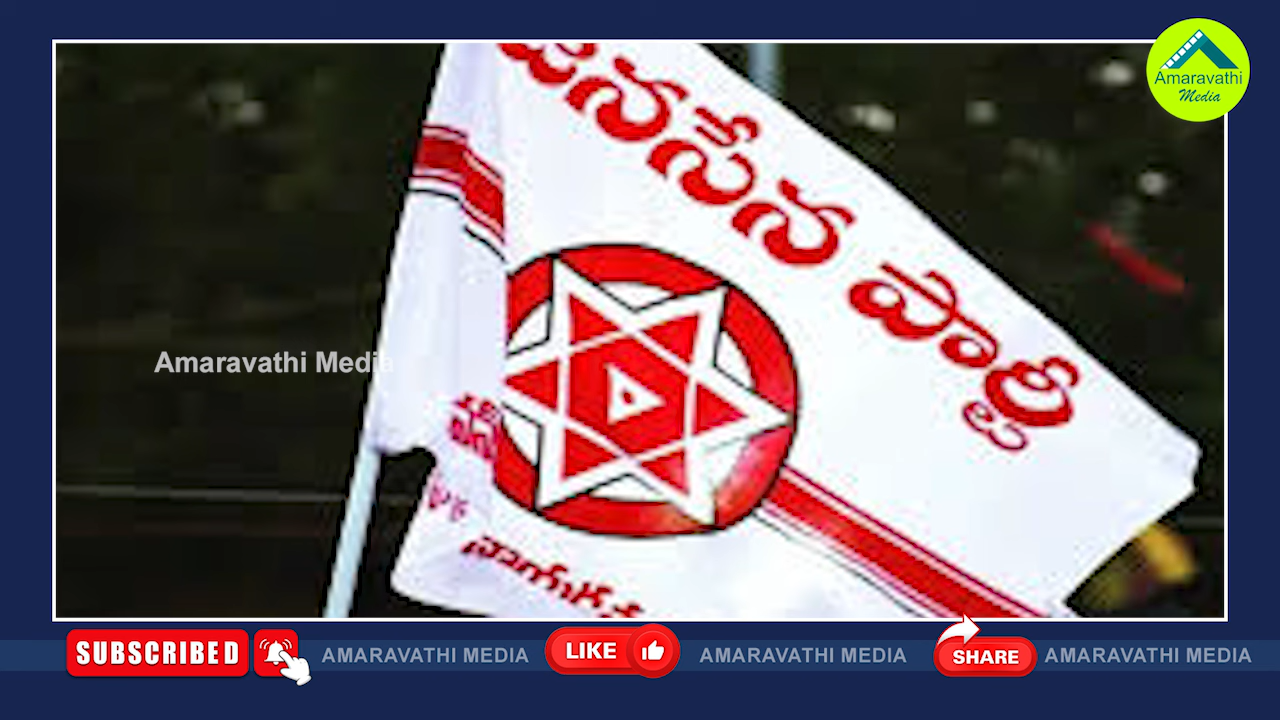 Amaravathi
Media
జనసేన పార్టీ
Amaravathi Media
SUBSCRIBED
AMARAVATHI MEDIA
LIKE
AMARAVATHI MEDIA
SHARE
AMARAVATHI MEDIA